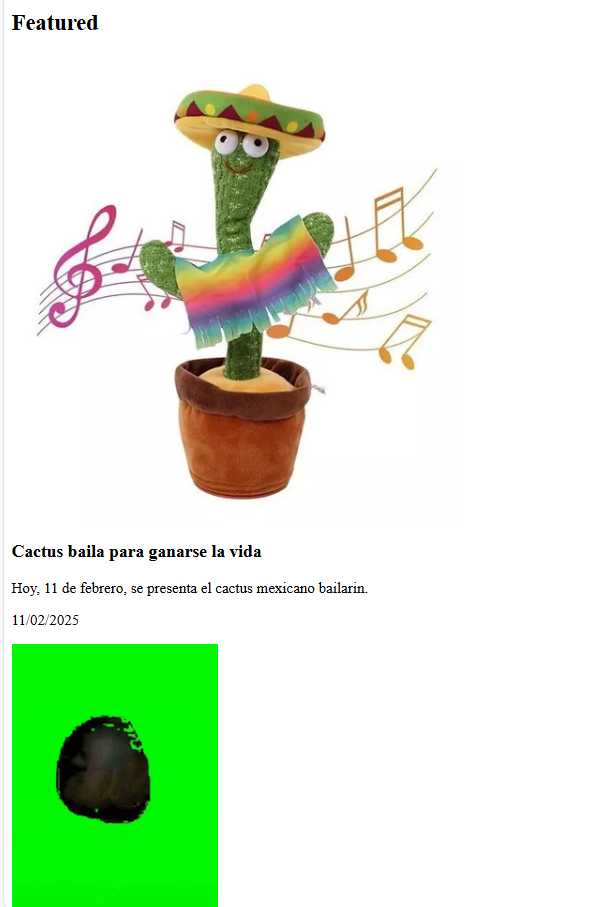 Featured
Cactus baila para ganarse la vida
Hoy, 11 de febrero, se presenta el cactus mexicano bailarin.
11/02/2025